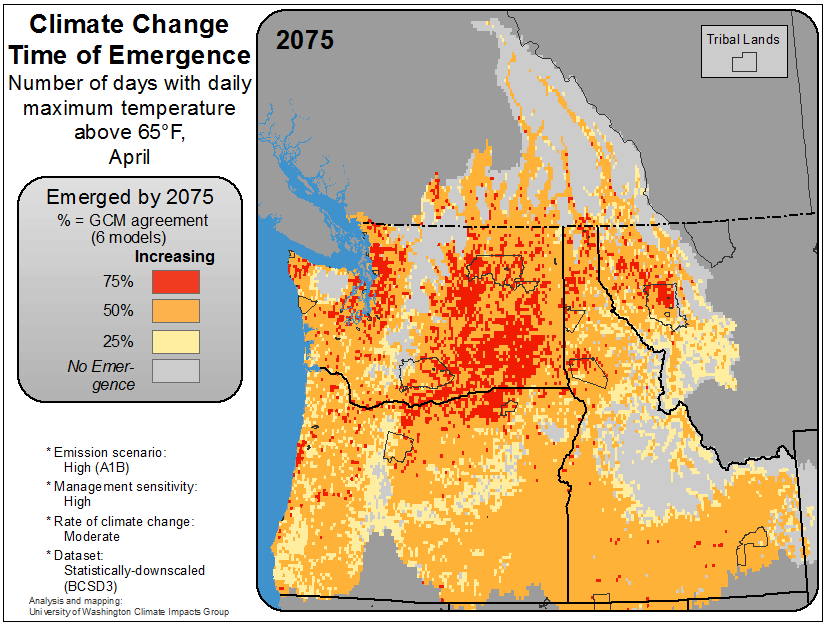 Climate Change
Time of Emergence
Number of days with daily
maximum temperature
above 65°F,
April
Emerged by 2075
% = GCM agreement
(6 models)
Increasing
75%
50%
25%
No Emer-
gence
* Emission scenario:
High (A1B)
* Management sensitivity:
High
* Rate of climate change:
Moderate
* Dataset:
Statistically-downscaled
(BCSD3)
Analysis and mapping:
University of Washington Climate Impacts Group
2075
Tribal Lands